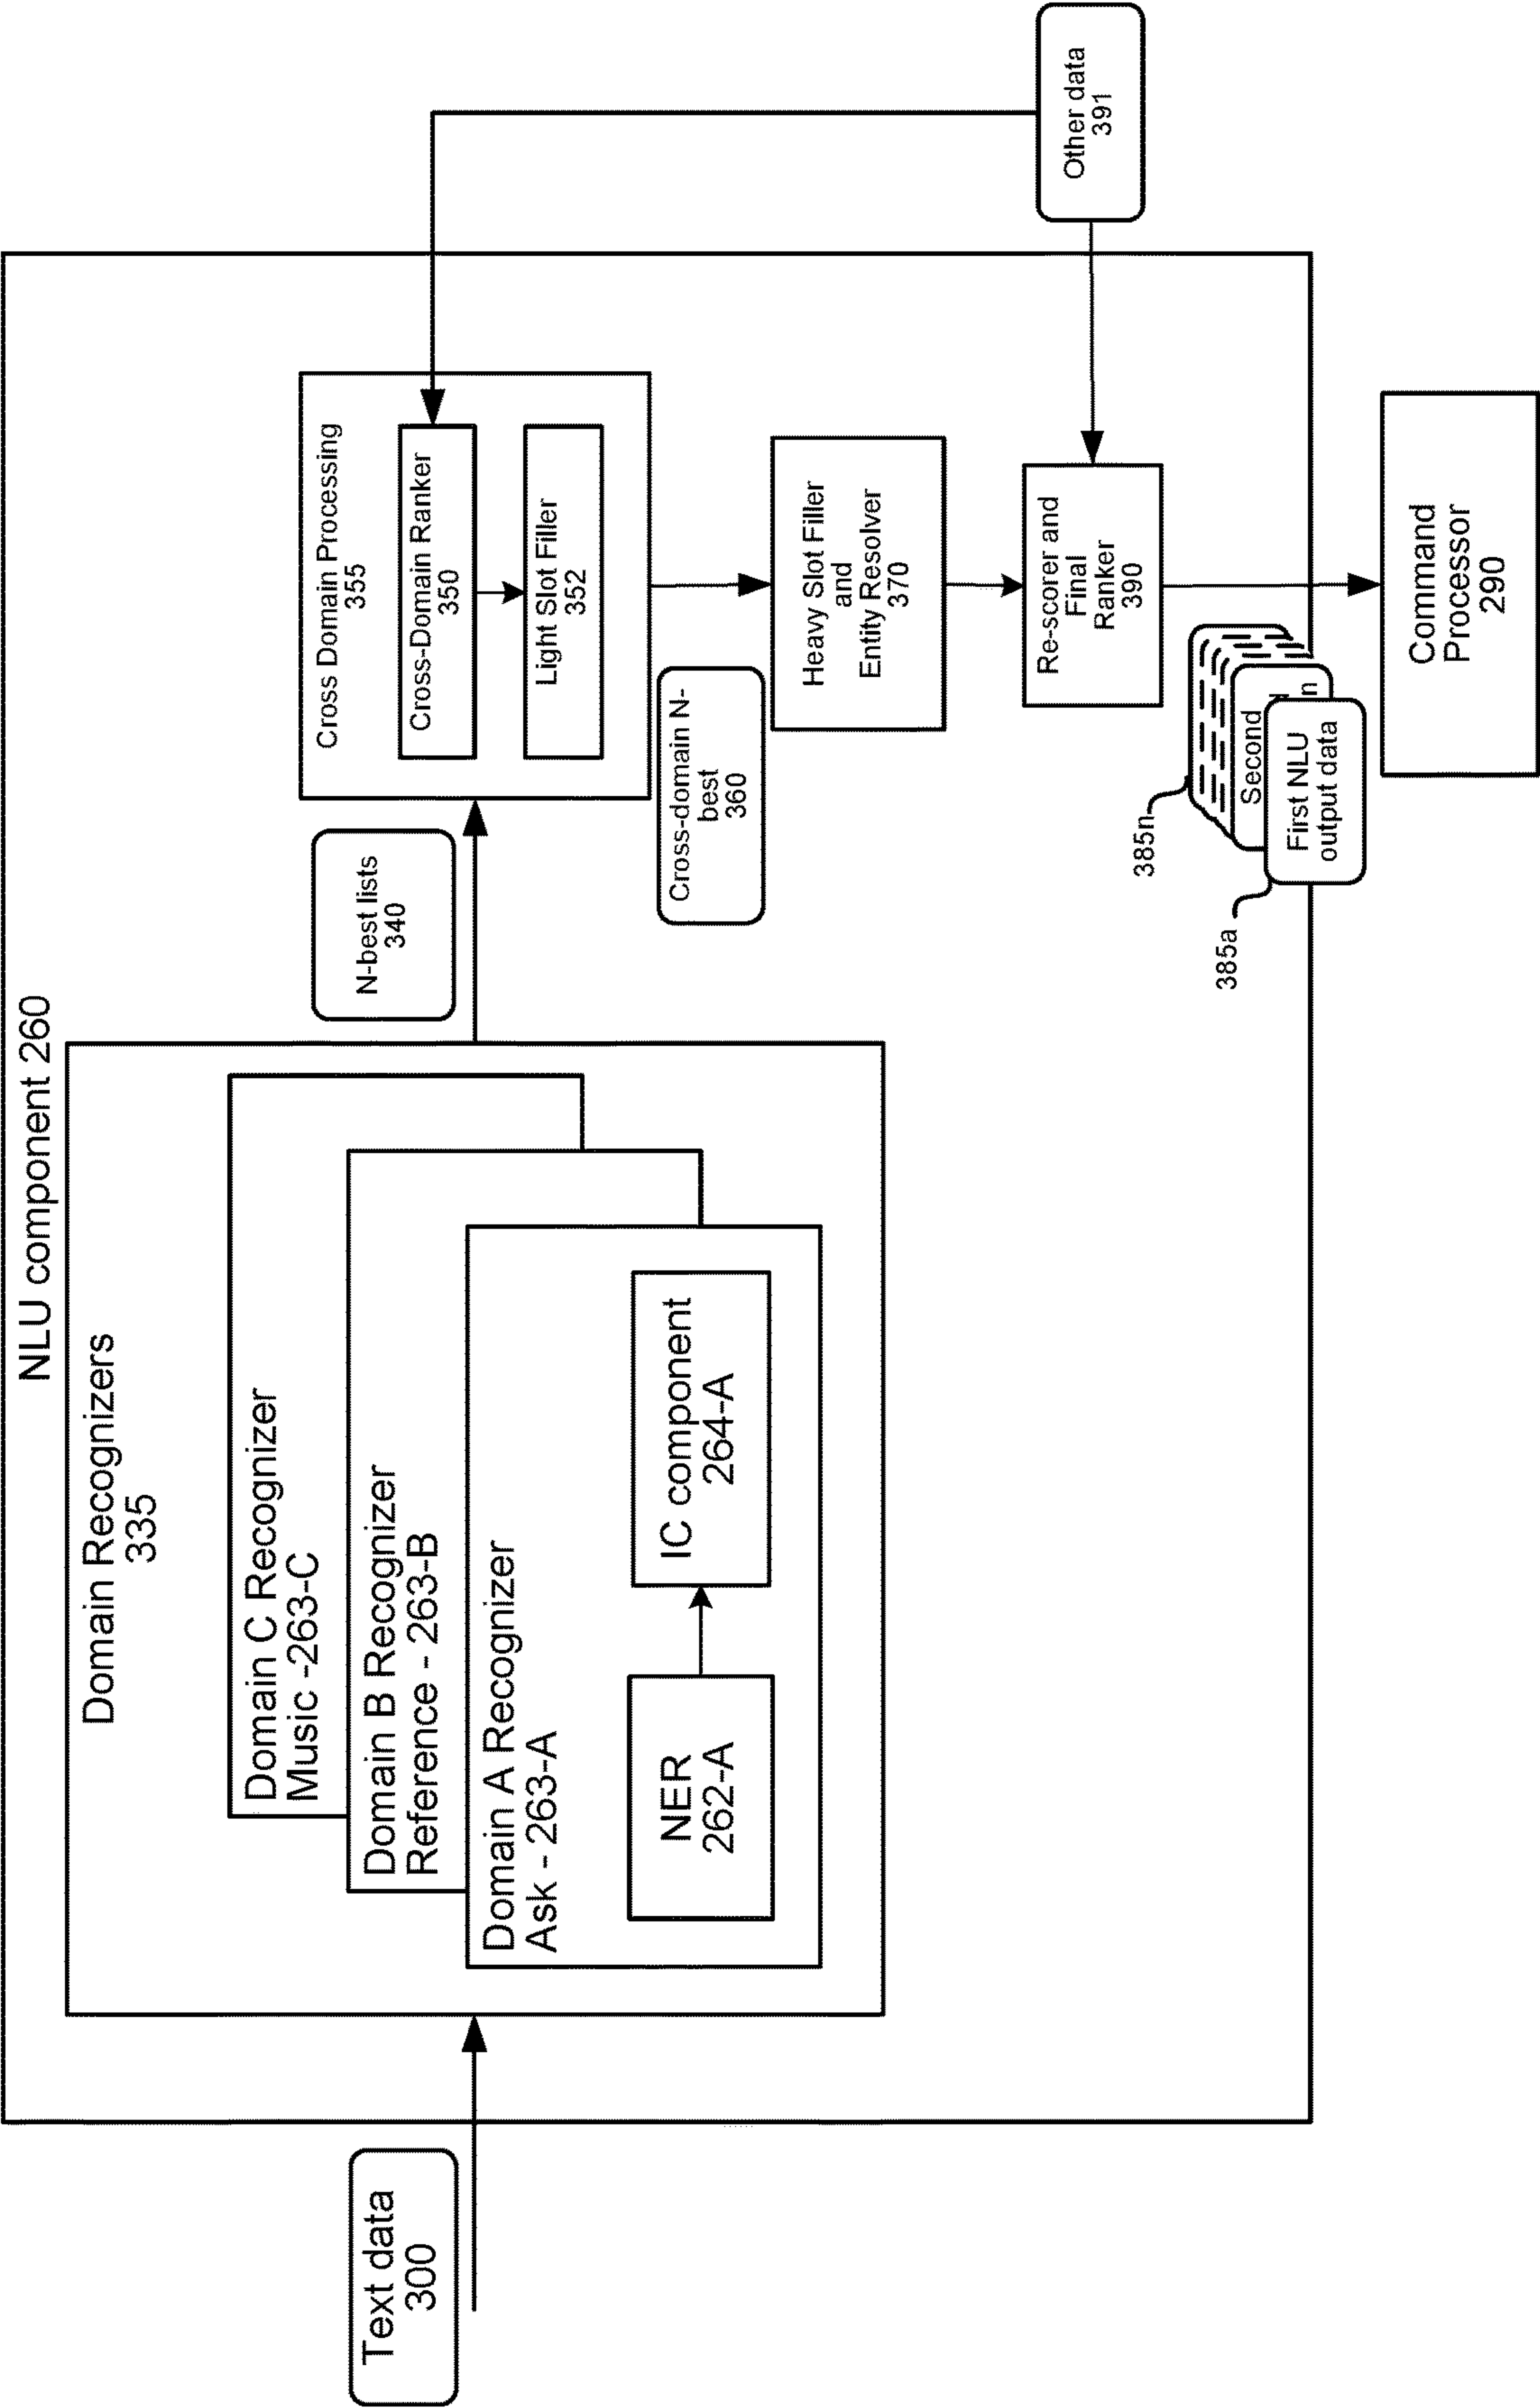 NLU component 260
Text data
300
Domain Recognizers
335
Domain C Recognizer
Music -263-C
Domain B Recognizer
Reference - 263-B
Domain A Recognizer
Ask - 263-A
NER
262-A
IC component
264-A
N-best lists
340
Cross Domain Processing
355
Cross-Domain Ranker
350
Light Slot Filler
352
Cross-domain N-
best
360
Heavy Slot Filler
and
Entity Resolver
370
Re-scorer and
Final
Ranker
390
Other data
391
385n
Second
n
385a
First NLU
output data
Command
Processor
290